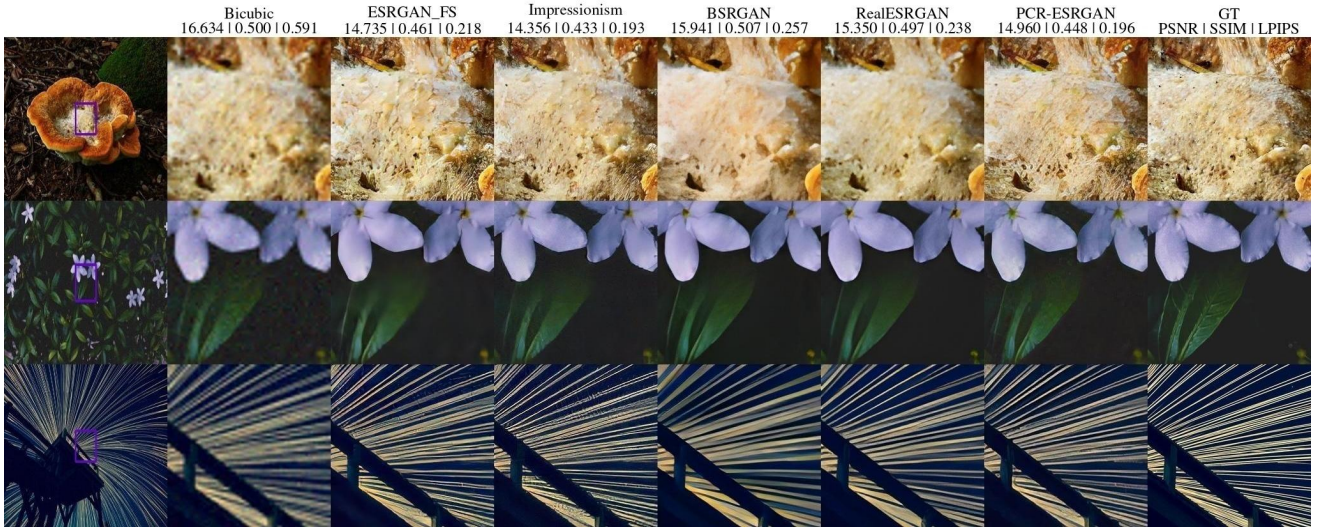 Bicubic ESRGAN_FS Impressionism BSRGAN RealESRGAN PCR-ESRGAN GT
16.634 | 0.500 | 0.591 14.735 | 0.461 | 0.218 14.356 | 0.433 | 0.193 15.941 | 0.507 | 0.257 15.350 | 0.497 | 0.238 14.960 | 0.448 | 0.196 PSNR | SSIM | LPIPS